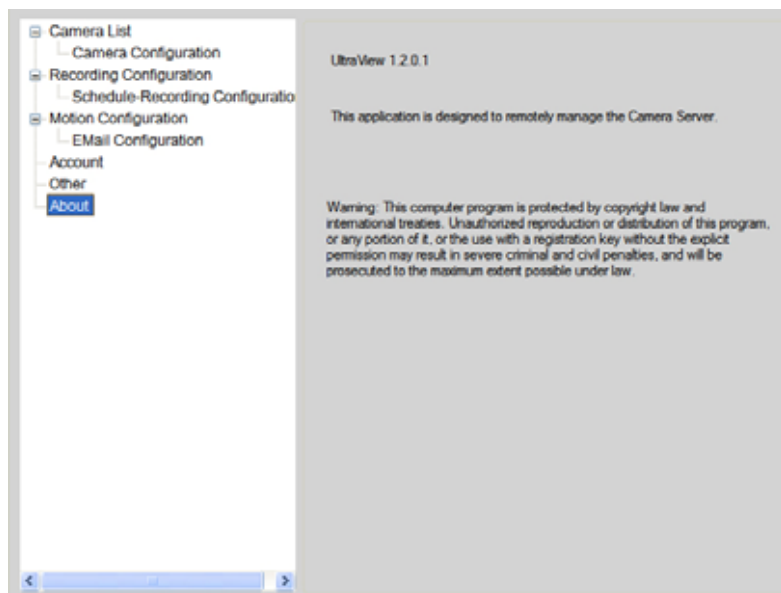 Camera List
Camera Configuration
Recording Configuration
Schedule-Recording Configuratio
Motion Configuration
EMail Configuration
Account
Other
About
UltraView 1.2.0.1
This application is designed to remotely manage the Camera Server.
Warning: This computer program is protected by copyright law and
international treaties. Unauthorized reproduction or distribution of this program,
or any portion of it, or the use with a registration key without the explicit
permission may result in severe criminal and civil penalties, and will be
prosecuted to the maximum extent possible under law.